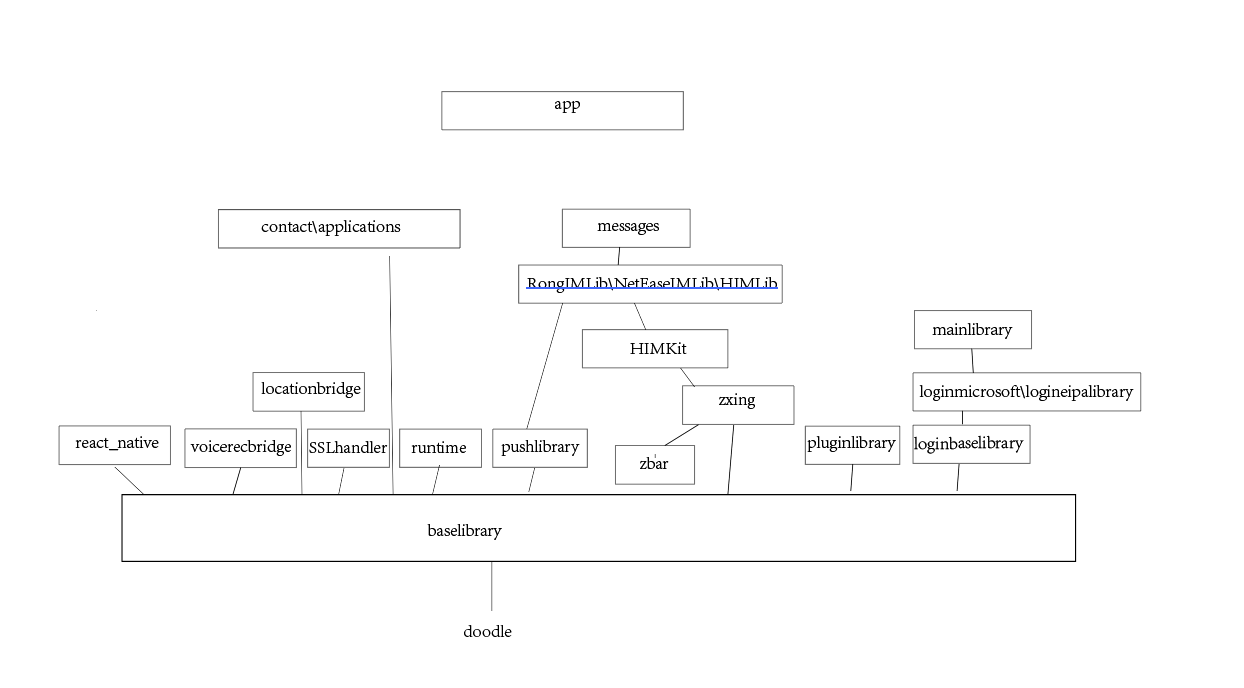 app
contact\applications
messages
RongIMLib\NetEaseIMLib\HIMLib
mainlibrary
HIMKit
locationbridge
loginmicrosoft\logineipalibrary
zxing
react_native
voicerecbridge
SSLhandler
runtime
pushlibrary
pluginlibrary
loginbaselibrary
zbar
baselibrary
doodle